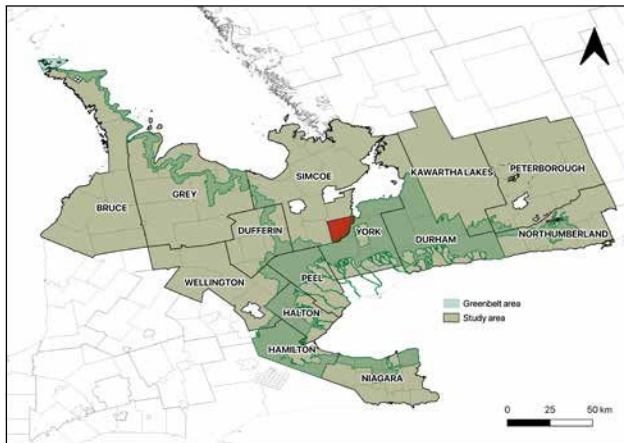 SIMCOE
KAWARTHA LAKES
PETERBOROUGH
GREY
BRUCE
DUFFERIN
YORK
DURHAM
NORTHUMBERLAND
WELLINGTON
PEEL
Greenbelt area
HALTON
Study area
HAMILTON
NIAGARA
0 25 50 km